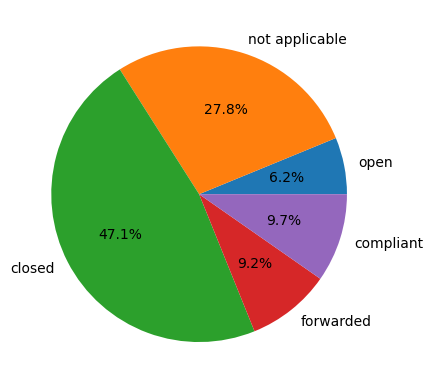 not applicable
27.8%
open
6.2%
47.1%
9.7%
compliant
closed
9.2%
forwarded